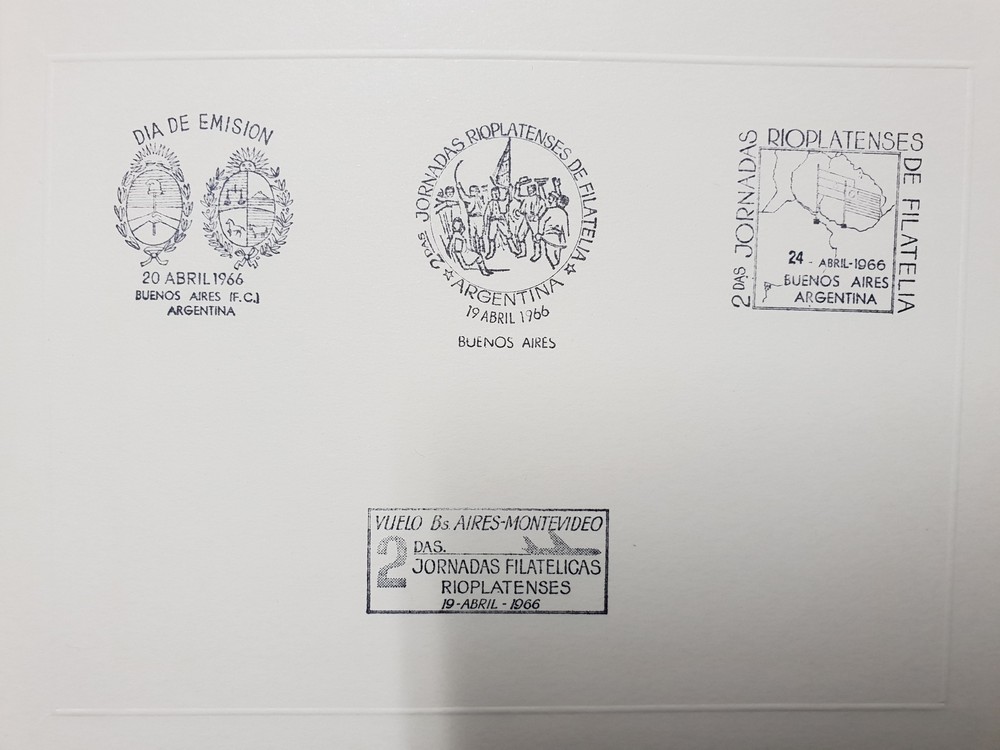 DIA DE EMISION
20 ABRIL 1966
BUENOS AIRES (F.C.)
ARGENTINA
2DAS JORNADAS RIOPLATENSES DE FILATELIA
ARGENTINA
19 ABRIL 1966
BUENOS AIRES
2 DAS JORNADAS RIOPLATENSES DE FILATELIA
24 - ABRIL-1966
BUENOS AIRES
ARGENTINA
VUELO Bs. AIRES-MONTEVIDEO
2 DAS.
JORNADAS FILATELICAS
RIOPLATENSES
19-ABRIL-1966